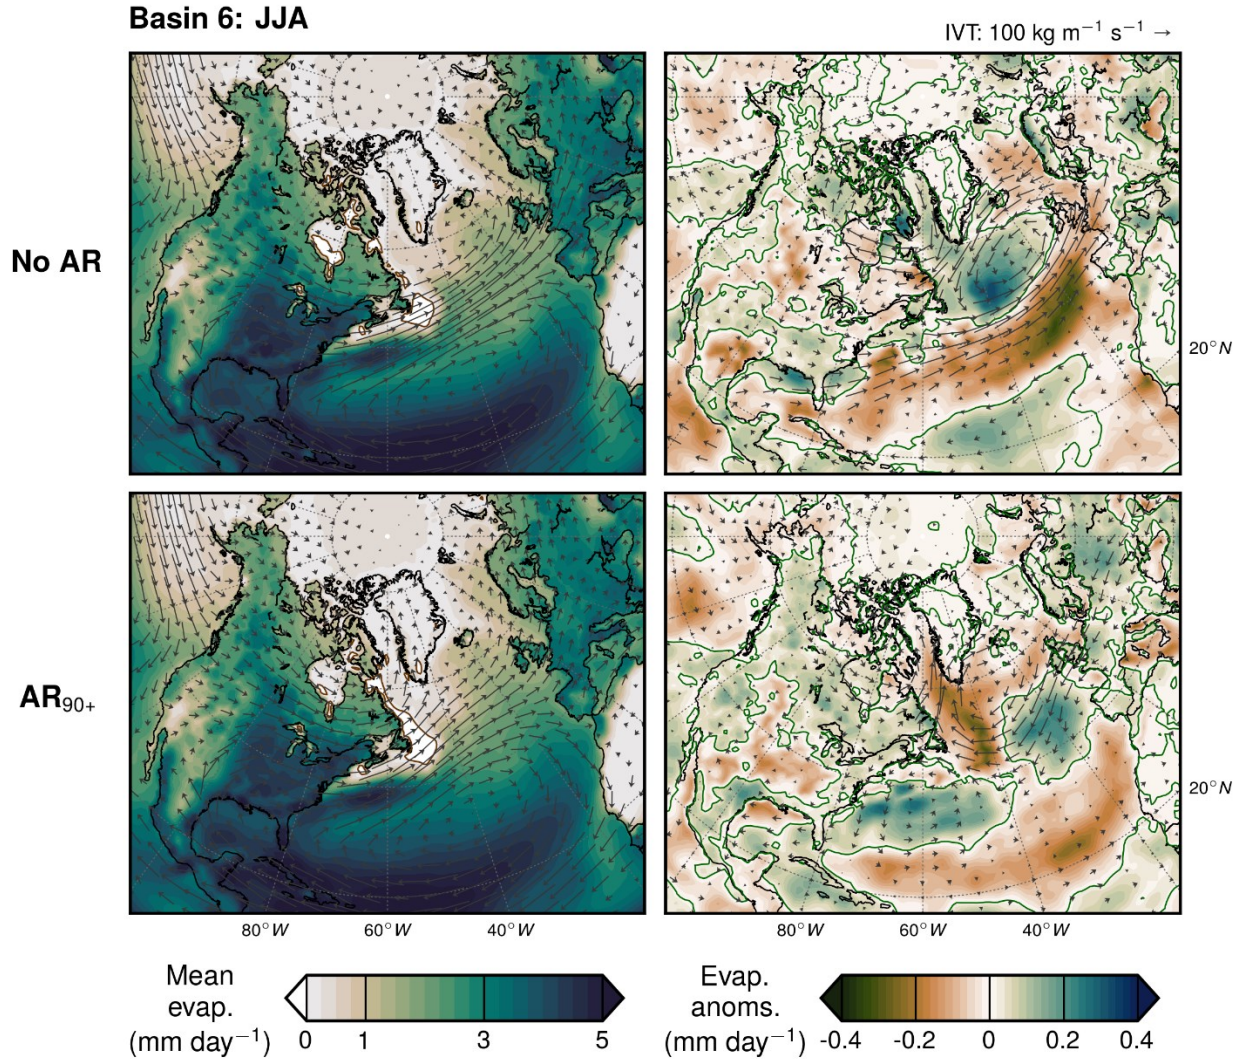 Basin 6: JJA
IVT: 100 kg m⁻¹ s⁻¹ →
No AR
20°N
AR₉₀₊
20°N
80°W 60°W 40°W 80°W 60°W 40°W
Mean evap. (mm day⁻¹)
0 1 3 5
Evap. anoms. (mm day⁻¹)
-0.4 -0.2 0 0.2 0.4